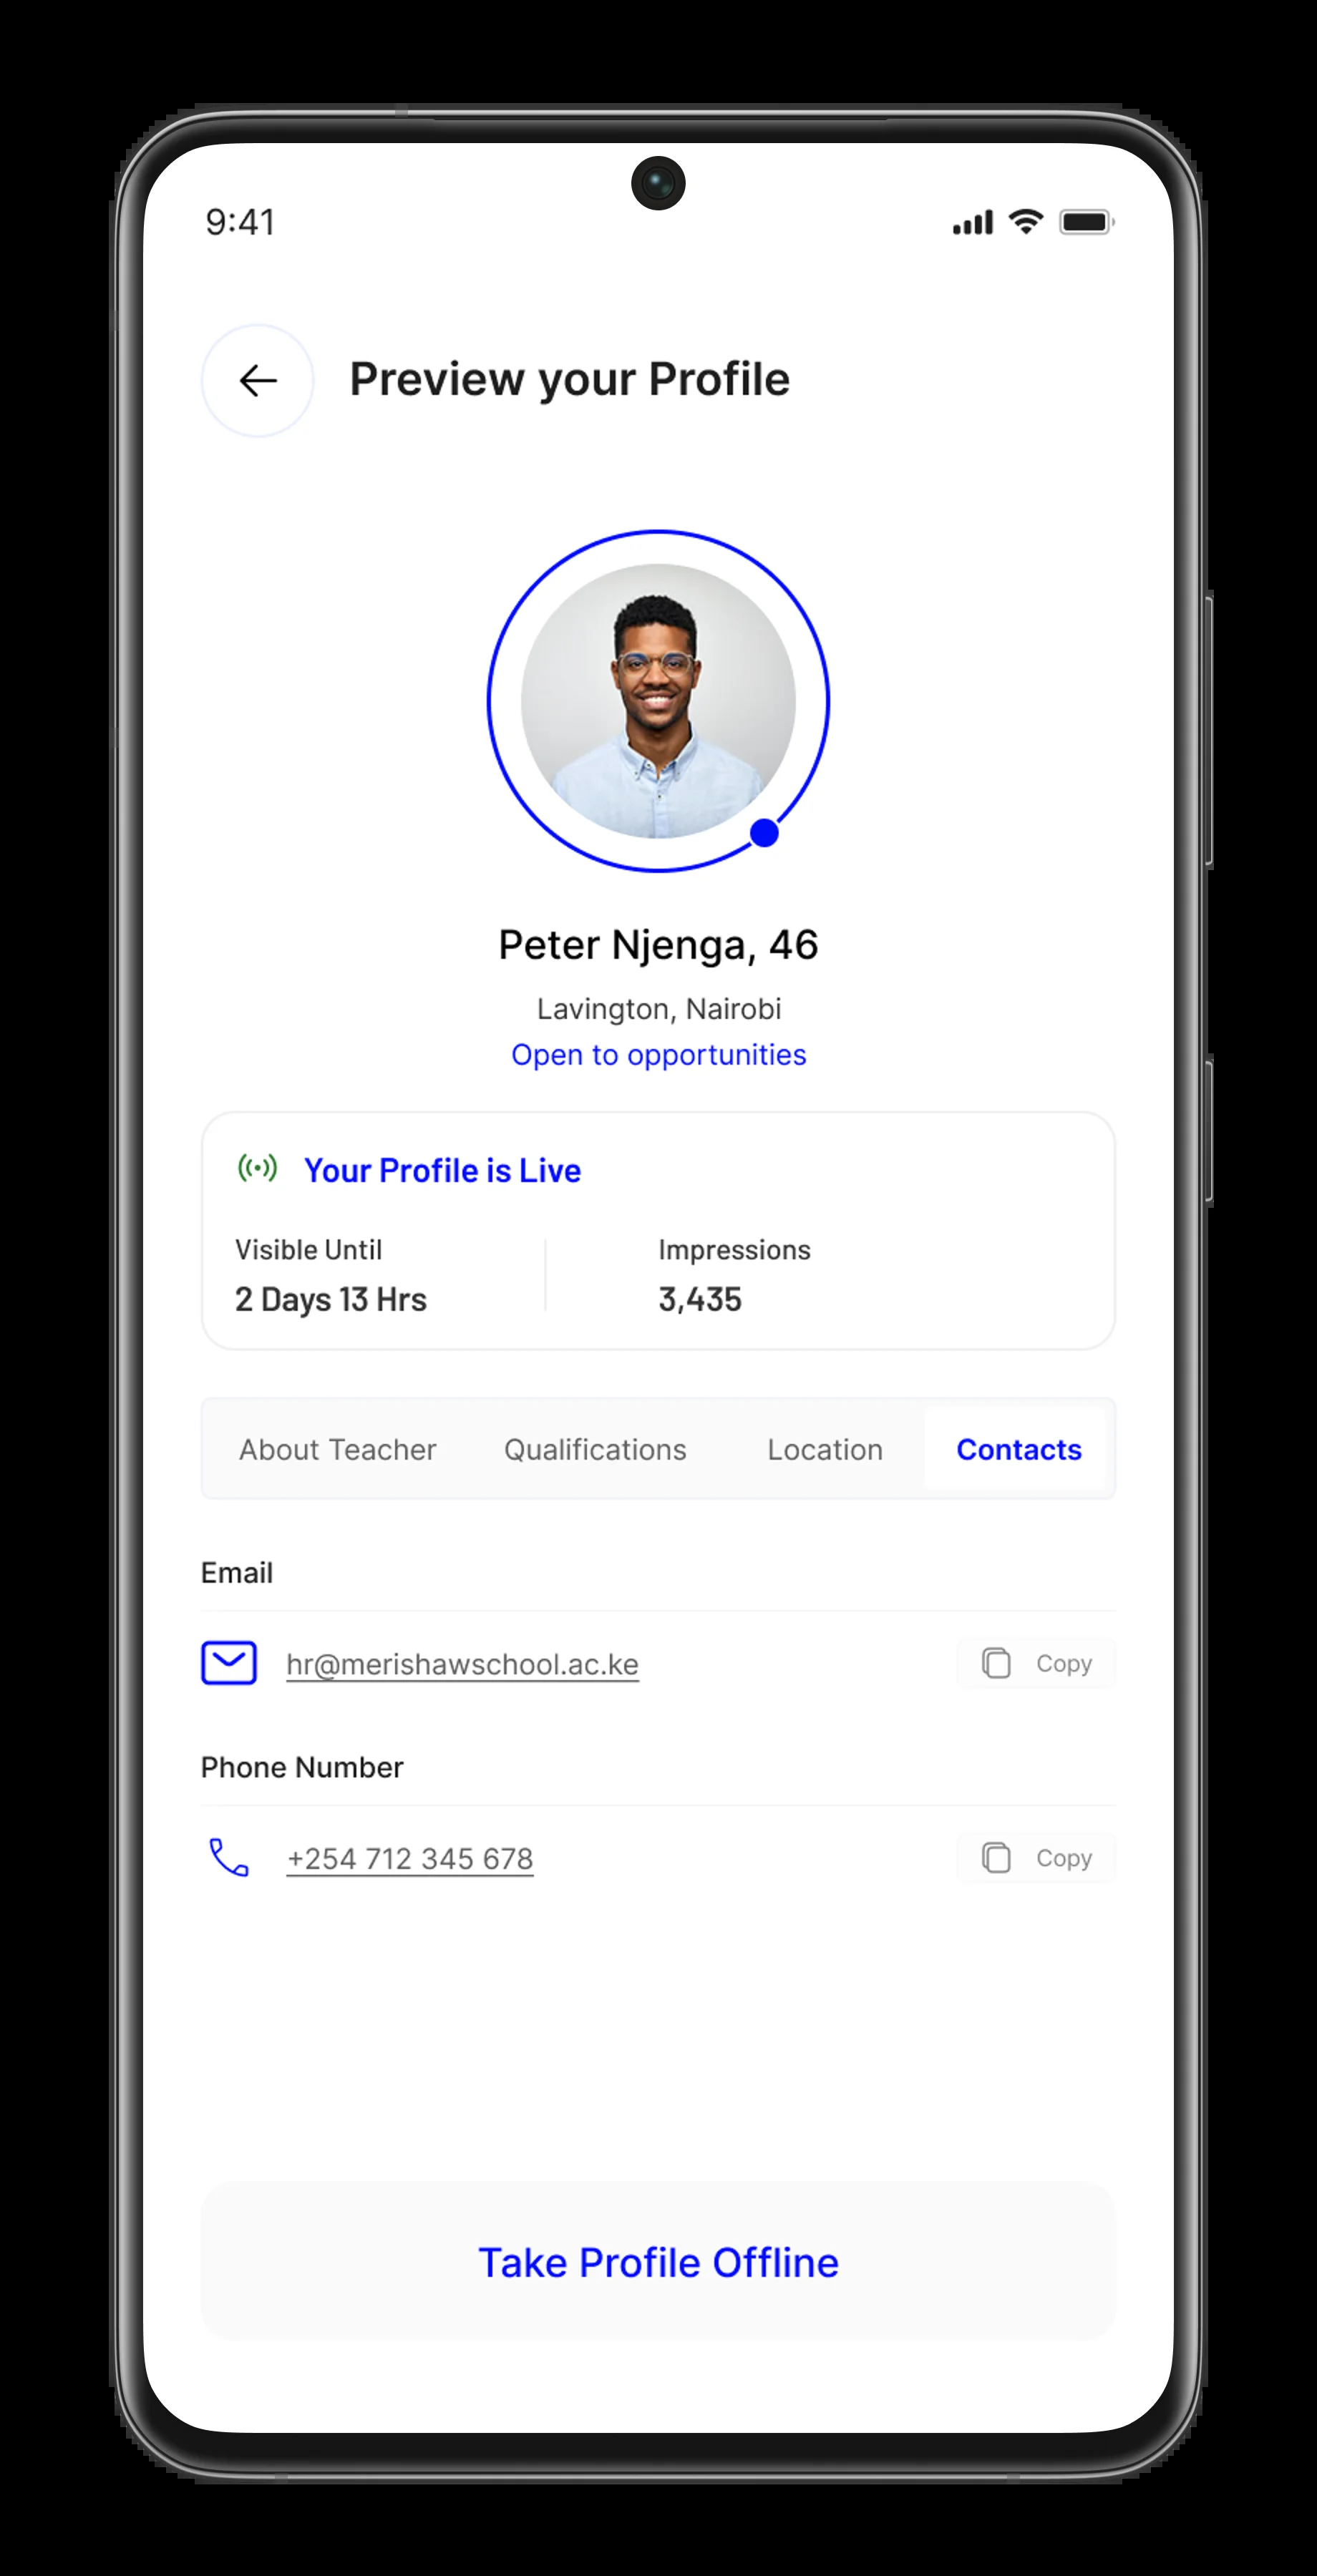 9:41
Preview your Profile
Peter Njenga, 46
Lavington, Nairobi
Open to opportunities
Your Profile is Live
Visible Until
Impressions
2 Days 13 Hrs
3,435
About Teacher Qualifications Location Contacts
Email
hr@merishawschool.ac.ke Copy
Phone Number
+254 712 345 678 Copy
Take Profile Offline